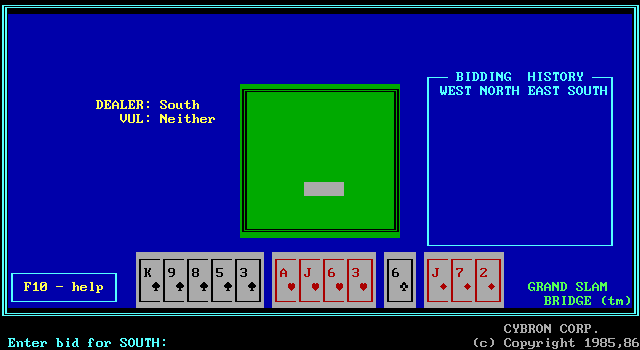 BIDDING HISTORY
WEST NORTH EAST SOUTH
DEALER: South
VUL: Neither
K 9 8 5 3 A J 6 3 6 J 7 2
F10 - help
GRAND SLAM
BRIDGE (tm)
CYBRON CORP.
Enter bid for SOUTH:
(c) Copyright 1985,86